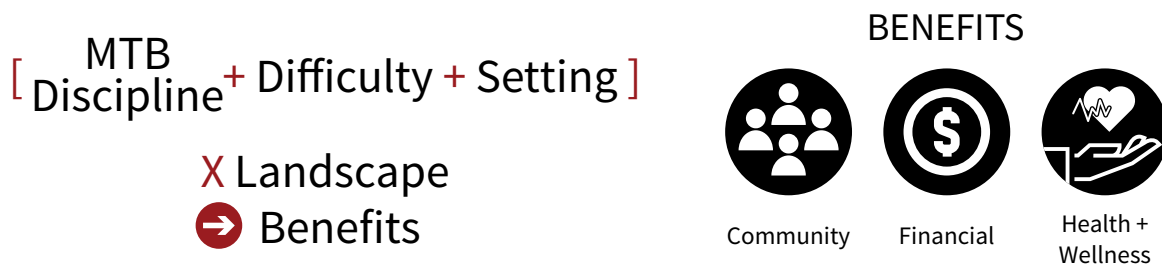 [ MTB Discipline + Difficulty + Setting ]
X Landscape
Benefits
BENEFITS
$
Community
Financial
Health +
Wellness